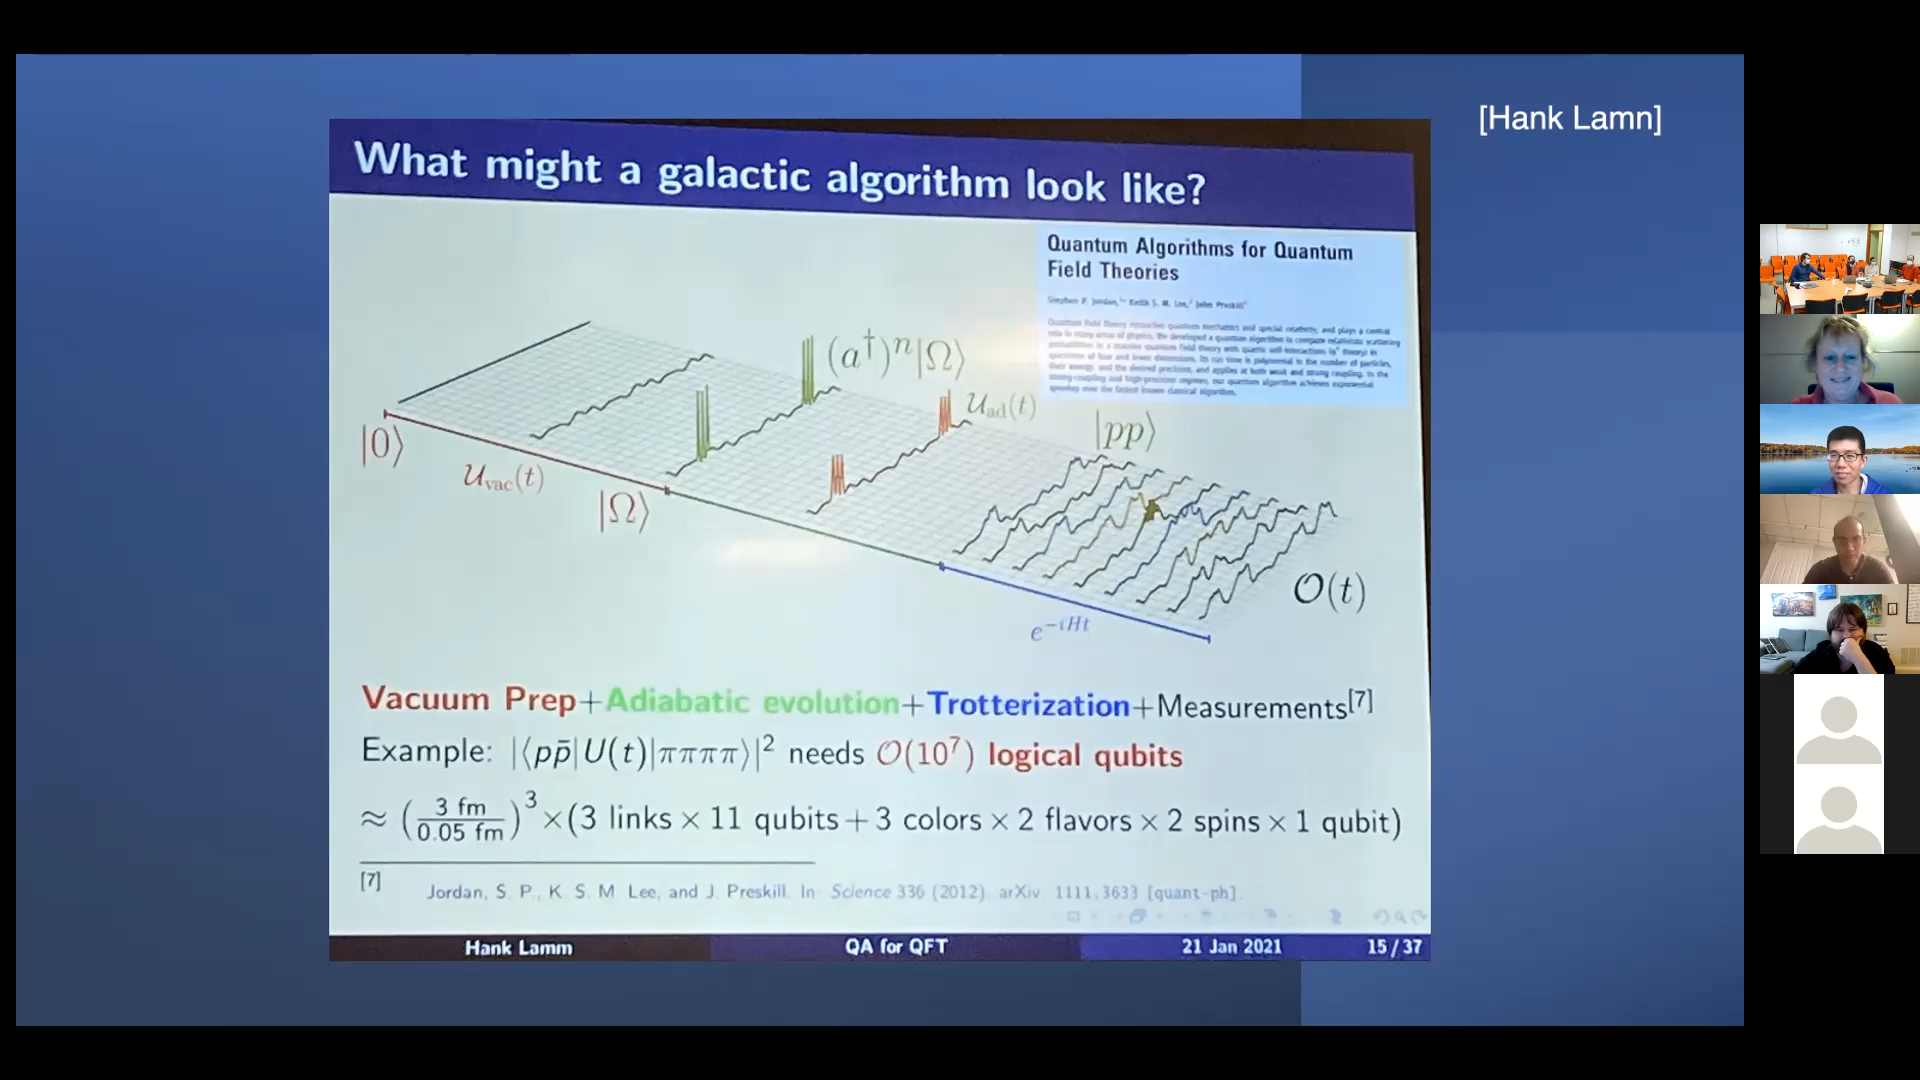 [Hank Lamn]
What might a galactic algorithm look like?
Quantum Algorithms for Quantum
Field Theories
Stephen P. Jordan, Keith S. M. Lee, John Preskill
(a†)ⁿ|Ω⟩
𝒰ad(t)
|pp⟩
|0⟩
𝒰vac(t)
|Ω⟩
𝒪(t)
e^{-iHt}
Vacuum Prep+Adiabatic evolution+Trotterization+Measurements[7]
Example: |⟨pp̄|U(t)|ππππ⟩|² needs 𝒪(10⁷) logical qubits
≈ (3 fm / 0.05 fm)³ × (3 links × 11 qubits + 3 colors × 2 flavors × 2 spins × 1 qubit)
[7] Jordan, S. P., K. S. M. Lee, and J. Preskill. In: Science 336 (2012). arXiv: 1111.3633 [quant-ph].
Hank Lamm QA for QFT 21 Jan 2021 15/37